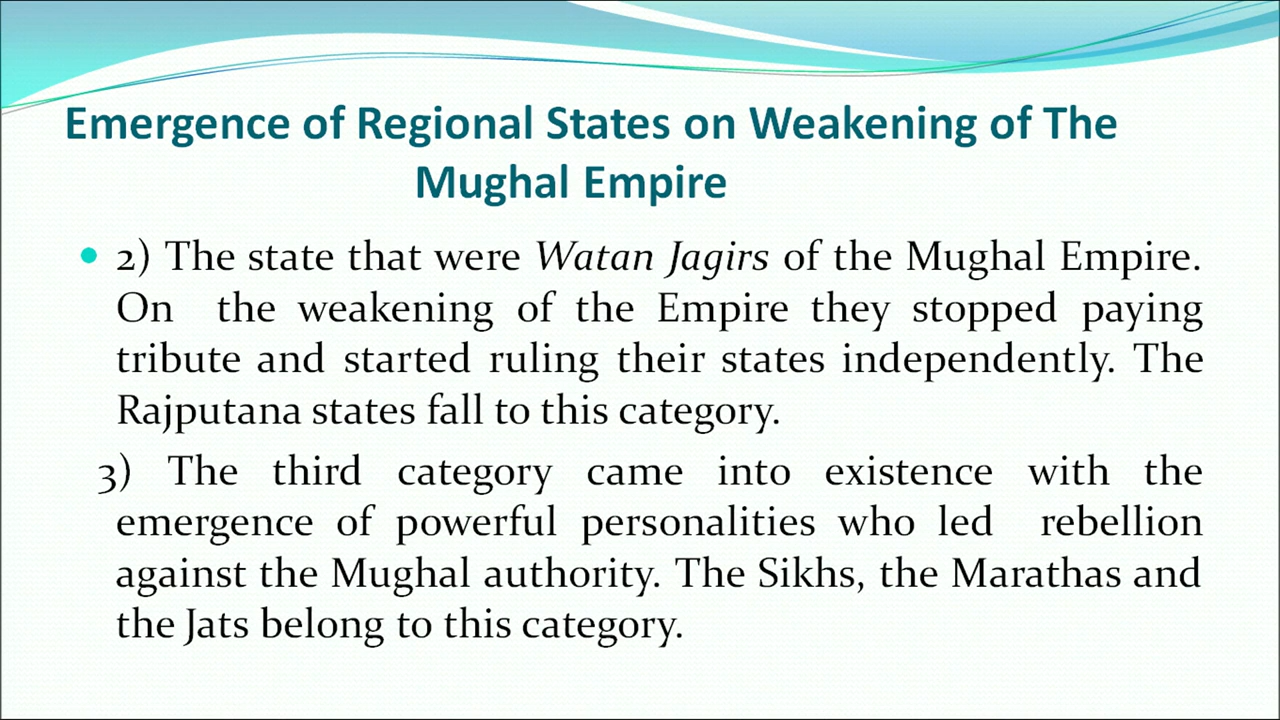 Emergence of Regional States on Weakening of The
Mughal Empire
• 2) The state that were Watan Jagirs of the Mughal Empire.
On the weakening of the Empire they stopped paying
tribute and started ruling their states independently. The
Rajputana states fall to this category.
3) The third category came into existence with the
emergence of powerful personalities who led rebellion
against the Mughal authority. The Sikhs, the Marathas and
the Jats belong to this category.